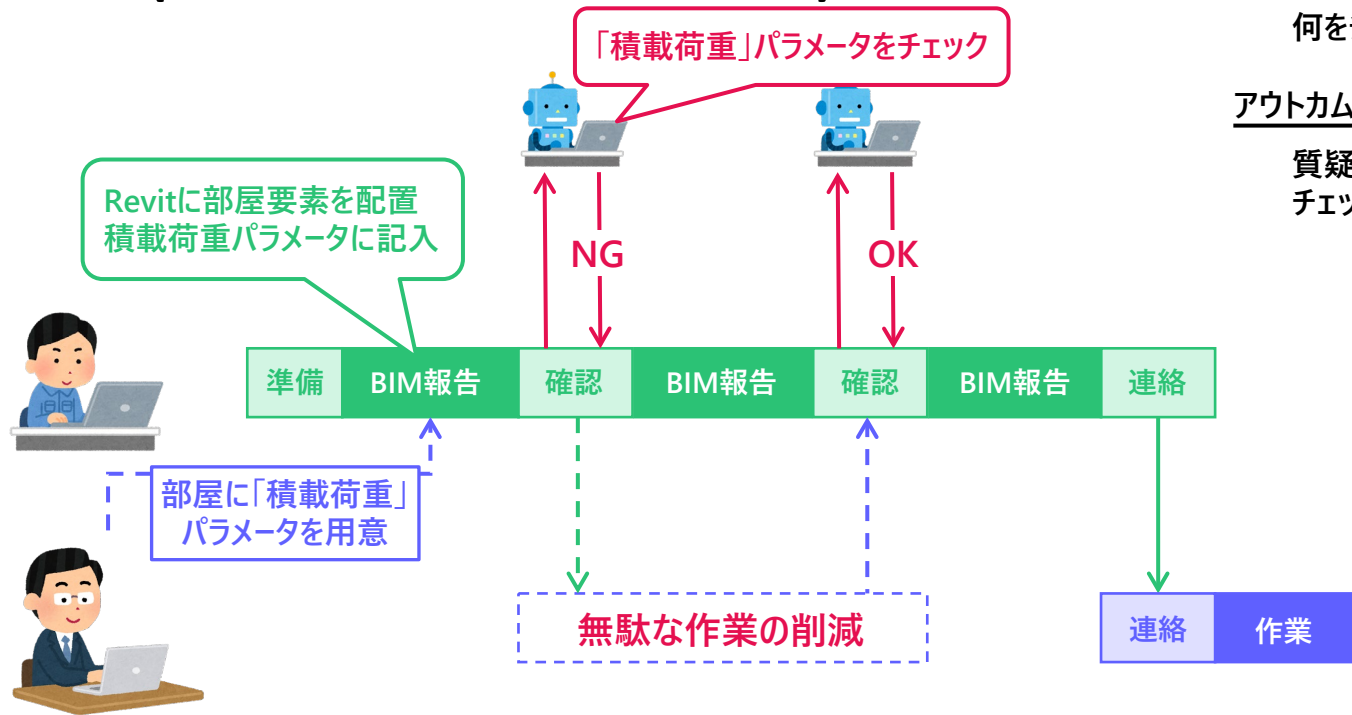 「積載荷重」パラメータをチェック
何を
アウトカム
質疑
チェッ
Revitに部屋要素を配置
積載荷重パラメータに記入
NG
OK
準備
BIM報告
確認
BIM報告
確認
BIM報告
連絡
部屋に「積載荷重」
パラメータを用意
無駄な作業の削減
連絡
作業